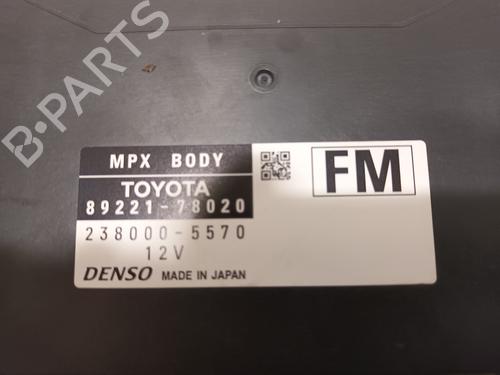 B-PARTS
MPX BODY
TOYOTA
89221-78020
238000-5570
12V
DENSO MADE IN JAPAN
FM